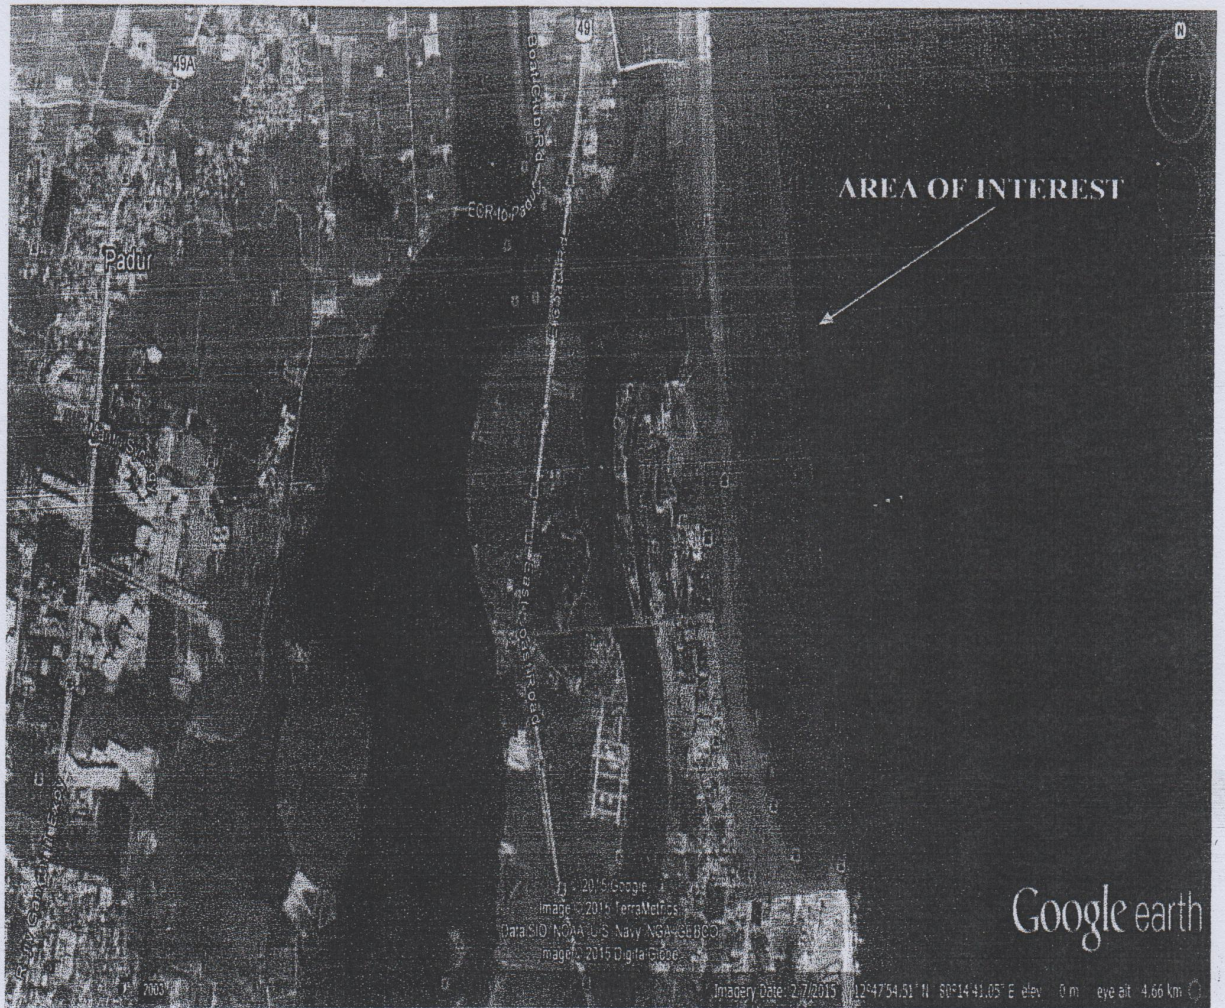 49A
49
Boat Club Rd
N
AREA OF INTEREST
ECR to Padur
Padur
East Coast Road
© 2015 Google
Image © 2015 TerraMetrics
Data SIO, NOAA, U.S. Navy, NGA, GEBCO
Image © 2015 DigitalGlobe
Google earth
2003
Imagery Date: 2/7/2015 12°47'54.51" N 80°14'41.05" E elev 0 m eye alt 4.66 km